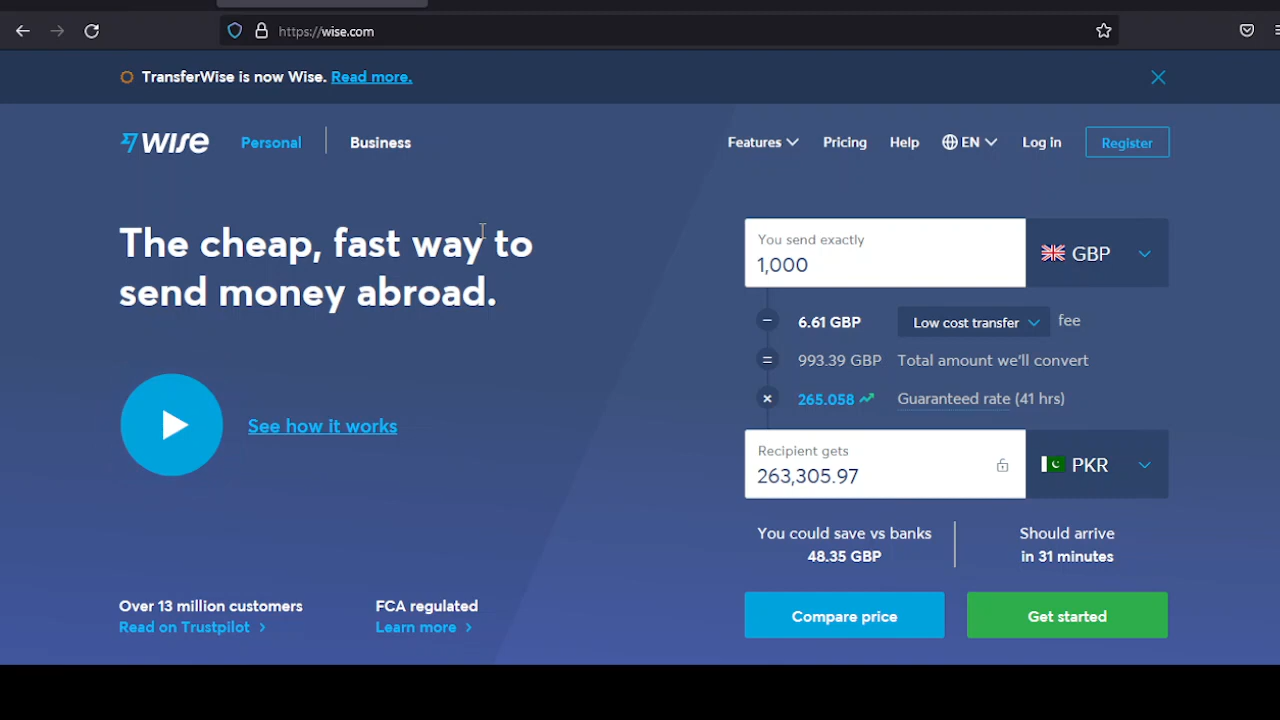 https://wise.com
TransferWise is now Wise. Read more.
WISE Personal Business Features Pricing Help EN Log in Register
The cheap, fast way to
send money abroad.
See how it works
Over 13 million customers
Read on Trustpilot
FCA regulated
Learn more
You send exactly
1,000
GBP
6.61 GBP Low cost transfer fee
993.39 GBP Total amount we'll convert
265.058 Guaranteed rate (41 hrs)
Recipient gets
263,305.97
PKR
You could save vs banks
48.35 GBP
Should arrive
in 31 minutes
Compare price Get started